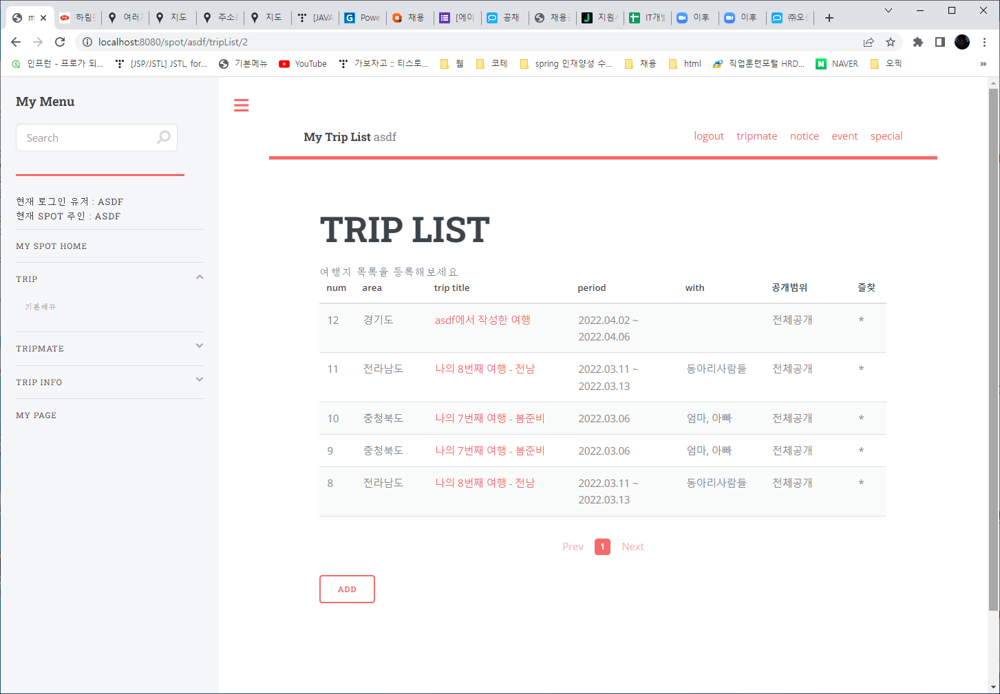 m
하림
여러
지도
주소
지도
[JAVA
Powe
채용
[에이
공채
채용
지원
IT개발
이후
이후
㈜오
localhost:8080/spot/asdf/tripList/2
인프런 - 프로가 되...
[JSP/JSTL] JSTL, for...
기본메뉴
YouTube
가보자고 :: 티스토...
웹
코테
spring 인재양성 수...
채용
html
직업훈련포털 HRD...
NAVER
오픽
My Menu
Search
현재 로그인 유저 : ASDF
현재 SPOT 주인 : ASDF
MY SPOT HOME
TRIP
기본메뉴
TRIPMATE
TRIP INFO
MY PAGE
My Trip List asdf
logout tripmate notice event special
TRIP LIST
여행지 목록을 등록해보세요
num area trip title period with 공개범위 즐찾
12 경기도 asdf에서 작성한 여행 2022.04.02 ~ 전체공개 *
2022.04.06
11 전라남도 나의 8번째 여행 - 전남 2022.03.11 ~ 동아리사람들 전체공개 *
2022.03.13
10 충청북도 나의 7번째 여행 - 봄준비 2022.03.06 엄마, 아빠 전체공개 *
9 충청북도 나의 7번째 여행 - 봄준비 2022.03.06 엄마, 아빠 전체공개 *
8 전라남도 나의 8번째 여행 - 전남 2022.03.11 ~ 동아리사람들 전체공개 *
2022.03.13
Prev 1 Next
ADD